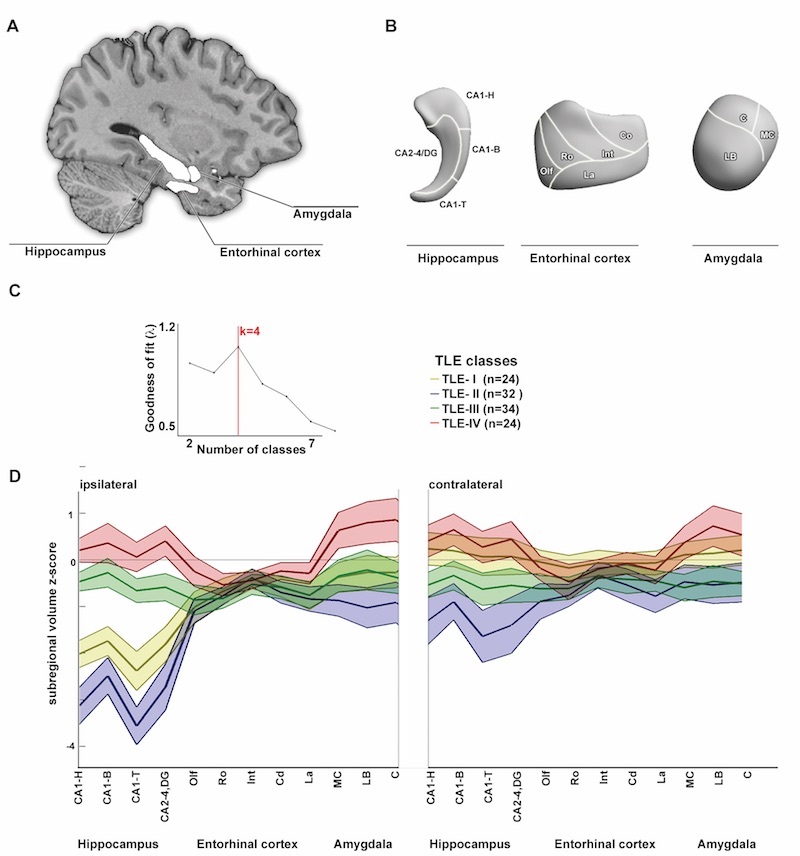 A
Amygdala
Hippocampus
Entorhinal cortex
B
CA1-H
CA2-4/DG
CA1-B
CA1-T
Olf
Ro
Int
Co
La
C
MC
LB
Hippocampus
Entorhinal cortex
Amygdala
C
Goodness of fit (λ)
1.2
0.5
k=4
2
7
Number of classes
TLE classes
TLE- I (n=24)
TLE- II (n=32 )
TLE-III (n=34)
TLE-IV (n=24)
D
ipsilateral
contralateral
subregional volume z-score
1
0
-4
CA1-H
CA1-B
CA1-T
CA2-4,DG
Olf
Ro
Int
Cd
La
MC
LB
C
CA1-H
CA1-B
CA1-T
CA2-4,DG
Olf
Ro
Int
Cd
La
MC
LB
C
Hippocampus
Entorhinal cortex
Amygdala
Hippocampus
Entorhinal cortex
Amygdala